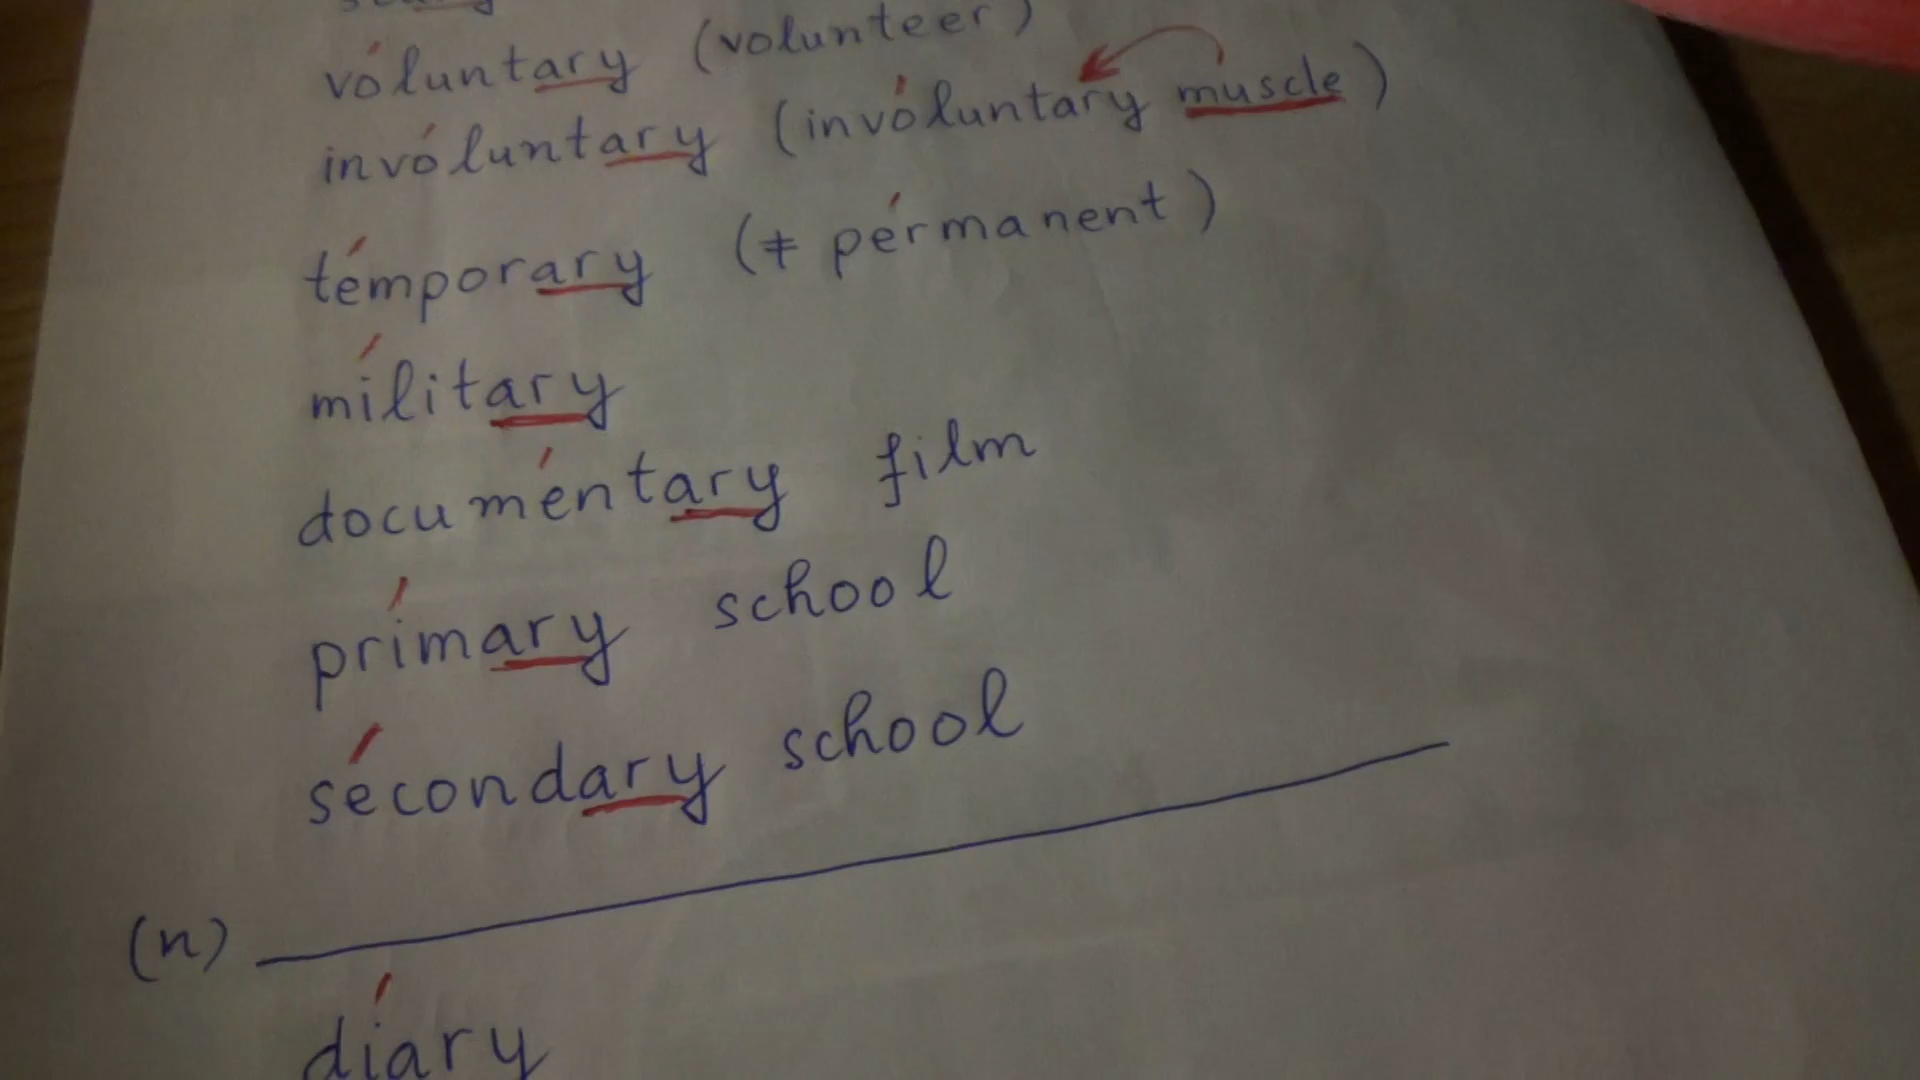 voluntary (volunteer)
involuntary (involuntary muscle)
temporary (≠ permanent)
military
documentary film
primary school
secondary school
(n)
diary